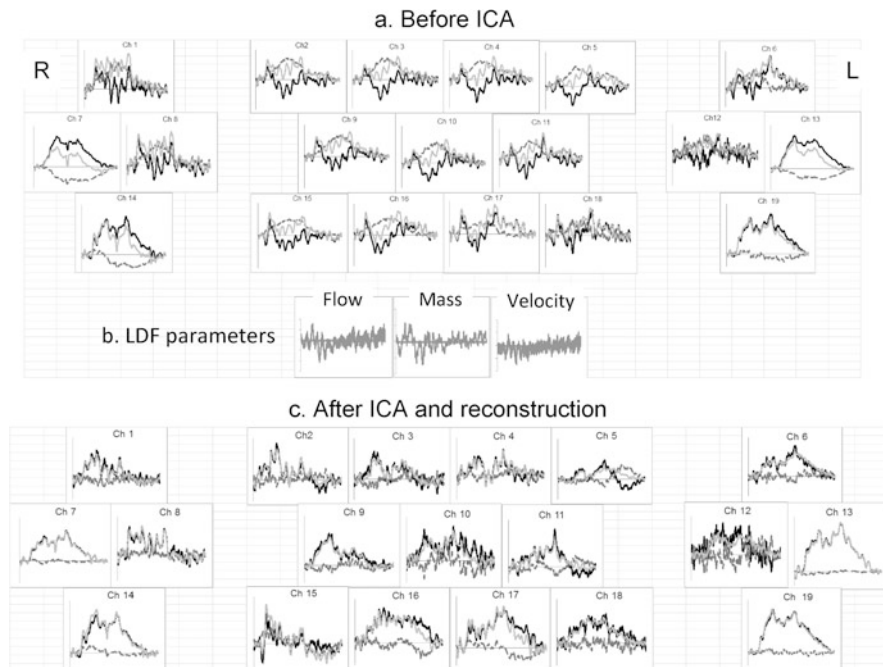 a. Before ICA
R
L
Ch 1
Ch2
Ch 3
Ch 4
Ch 5
Ch 6
Ch 7
Ch 8
Ch 9
Ch 10
Ch 11
Ch12
Ch 13
Ch 14
Ch 15
Ch 16
Ch 17
Ch 18
Ch 19
Flow
Mass
Velocity
b. LDF parameters
c. After ICA and reconstruction
Ch 1
Ch2
Ch 3
Ch 4
Ch 5
Ch 6
Ch 7
Ch 8
Ch 9
Ch 10
Ch 11
Ch 12
Ch 13
Ch 14
Ch 15
Ch 16
Ch 17
Ch 18
Ch 19